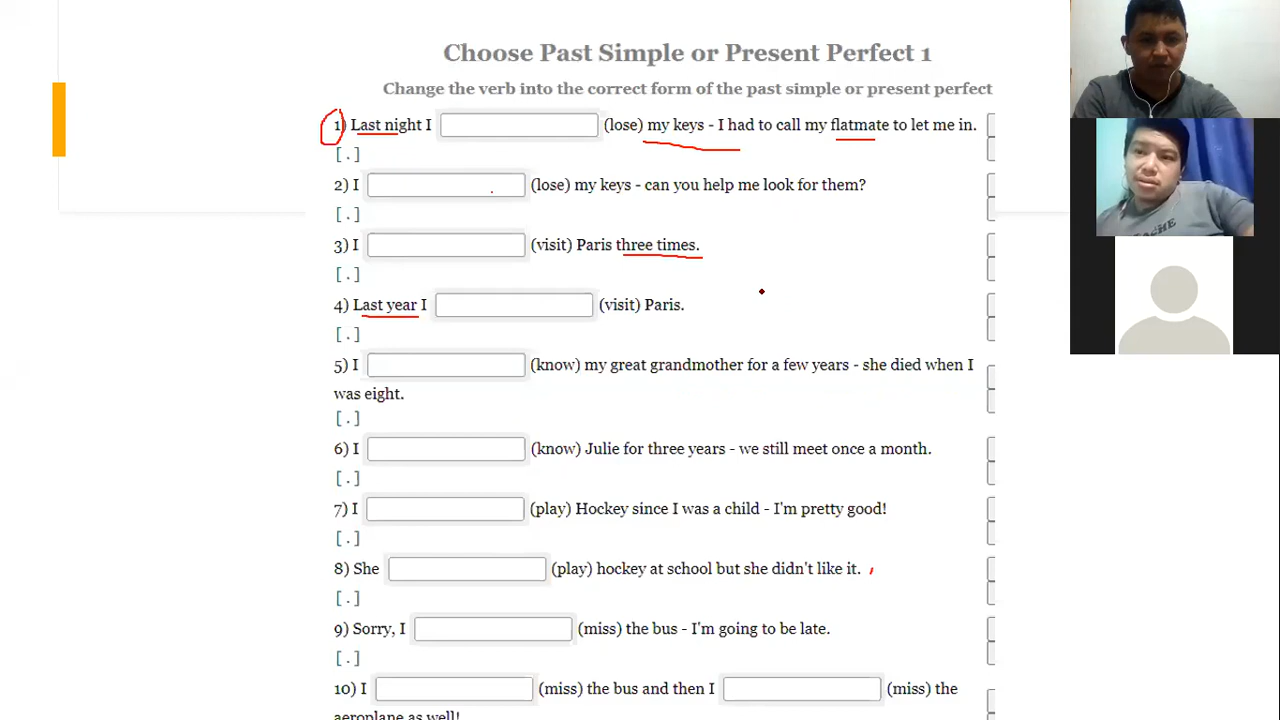 Choose Past Simple or Present Perfect 1
Change the verb into the correct form of the past simple or present perfect
1) Last night I (lose) my keys - I had to call my flatmate to let me in.
[ . ]
2) I (lose) my keys - can you help me look for them?
[ . ]
3) I (visit) Paris three times.
[ . ]
4) Last year I (visit) Paris.
[ . ]
5) I (know) my great grandmother for a few years - she died when I
was eight.
[ . ]
6) I (know) Julie for three years - we still meet once a month.
[ . ]
7) I (play) Hockey since I was a child - I'm pretty good!
[ . ]
8) She (play) hockey at school but she didn't like it.
[ . ]
9) Sorry, I (miss) the bus - I'm going to be late.
[ . ]
10) I (miss) the bus and then I (miss) the
aeroplane as well!